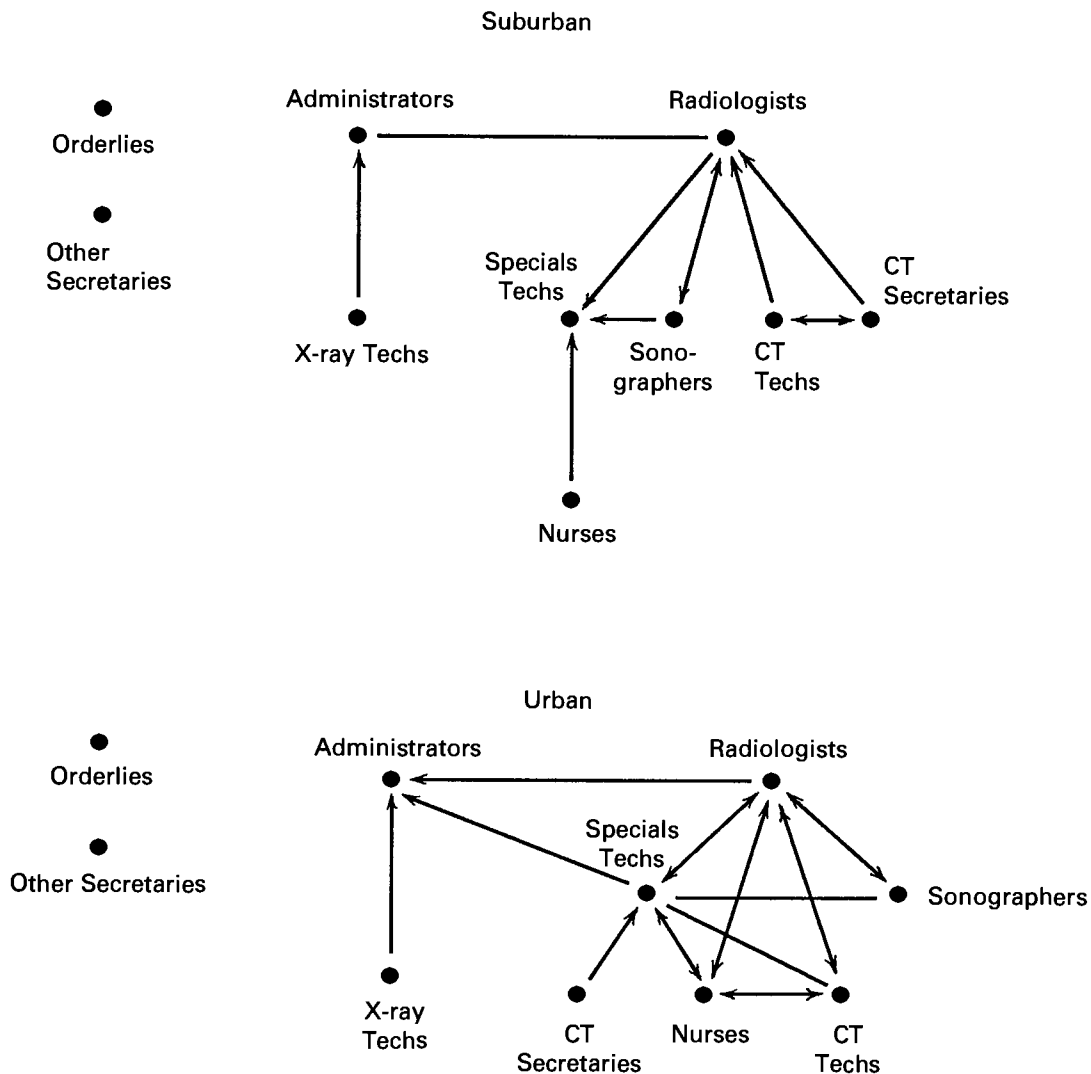 Suburban
Administrators
Radiologists
Orderlies
Other
Secretaries
Specials
Techs
CT
Secretaries
X-ray Techs
Sono-
graphers
CT
Techs
Nurses
Urban
Administrators
Radiologists
Orderlies
Specials
Techs
Other Secretaries
Sonographers
X-ray
Techs
CT
Secretaries
Nurses
CT
Techs